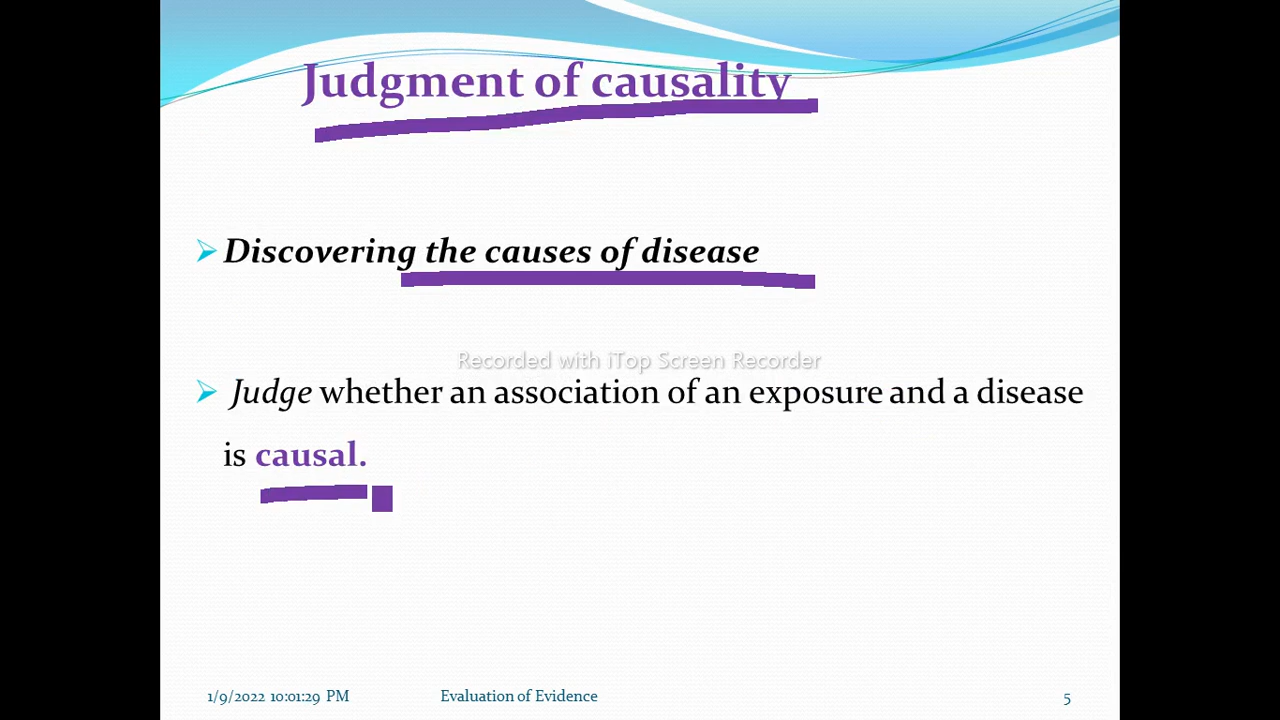 Judgment of causality
Discovering the causes of disease
Recorded with iTop Screen Recorder
Judge whether an association of an exposure and a disease
is causal.
1/9/2022 10:01:29 PM Evaluation of Evidence 5